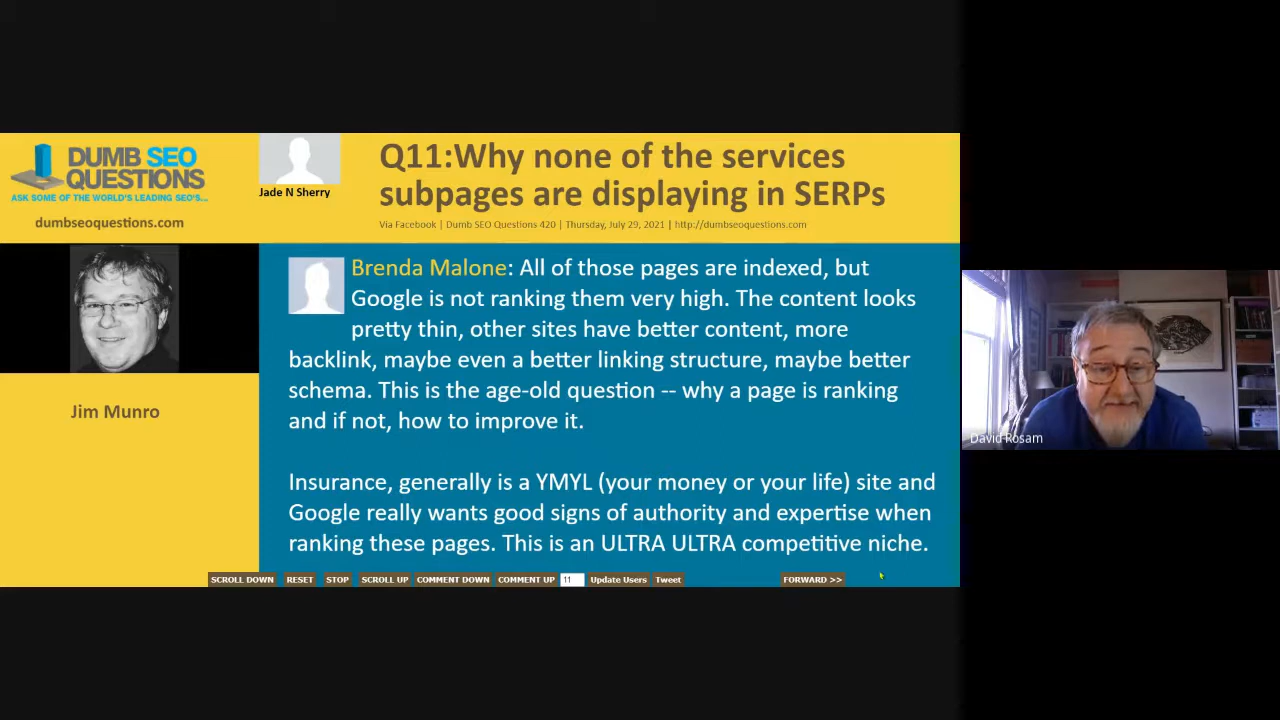 DUMB SEO
QUESTIONS
ASK SOME OF THE WORLD'S LEADING SEO'S...
dumbseoquestions.com
Jade N Sherry
Q11:Why none of the services
subpages are displaying in SERPs
Via Facebook | Dumb SEO Questions 420 | Thursday, July 29, 2021 | http://dumbseoquestions.com
Jim Munro
Brenda Malone: All of those pages are indexed, but
Google is not ranking them very high. The content looks
pretty thin, other sites have better content, more
backlink, maybe even a better linking structure, maybe better
schema. This is the age-old question -- why a page is ranking
and if not, how to improve it.
Insurance, generally is a YMYL (your money or your life) site and
Google really wants good signs of authority and expertise when
ranking these pages. This is an ULTRA ULTRA competitive niche.
SCROLL DOWN RESET STOP SCROLL UP COMMENT DOWN COMMENT UP 11 Update Users Tweet FORWARD >>
David Rosam